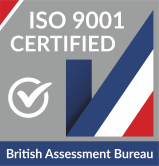 ISO 9001
CERTIFIED
British Assessment Bureau